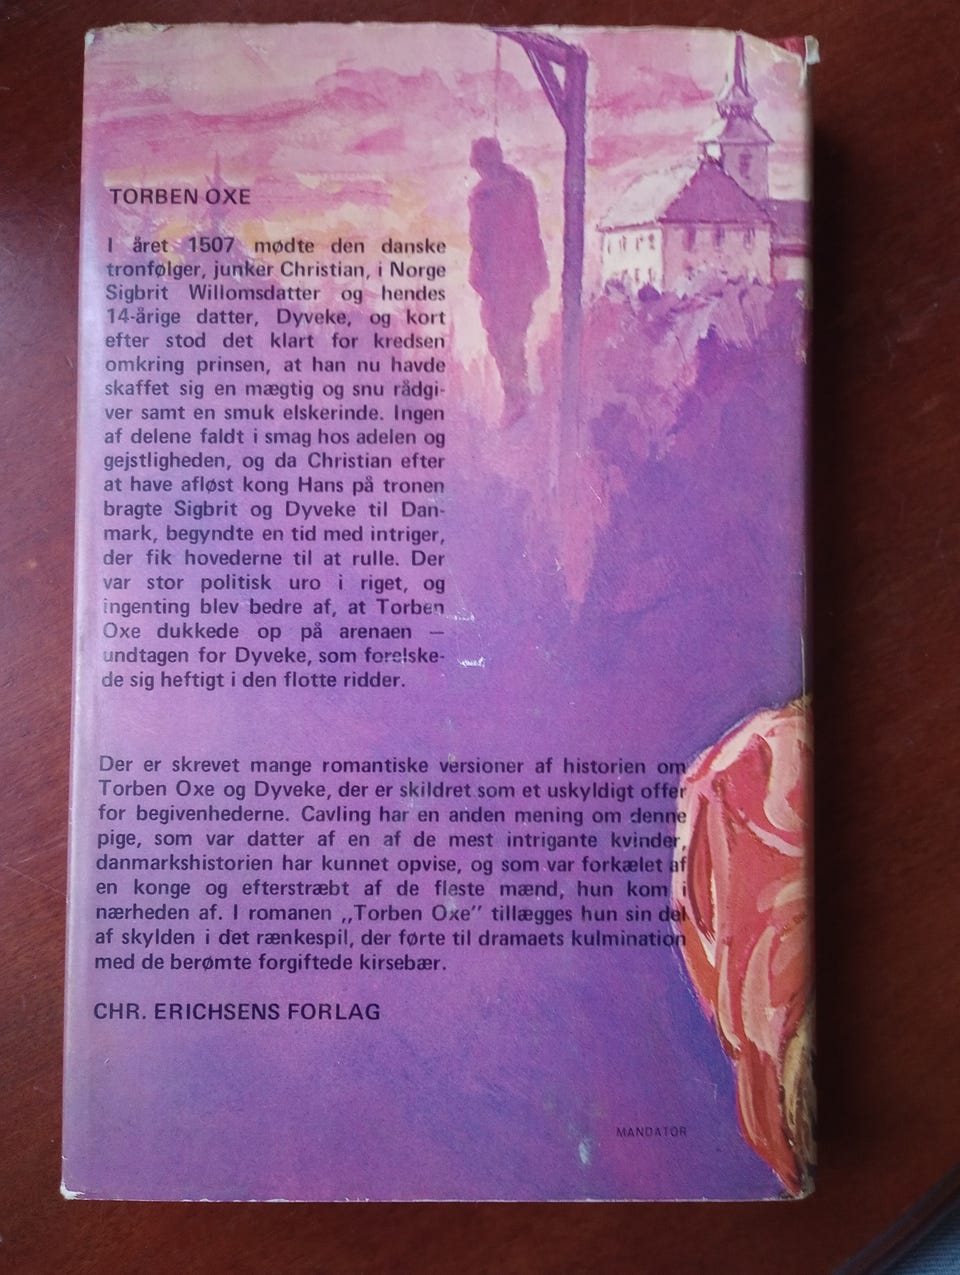 TORBEN OXE
I året 1507 mødte den danske
tronfølger, junker Christian, i Norge
Sigbrit Willomsdatter og hendes
14-årige datter, Dyveke, og kort
efter stod det klart for kredsen
omkring prinsen, at han nu havde
skaffet sig en mægtig og snu rådgi-
ver samt en smuk elskerinde. Ingen
af delene faldt i smag hos adelen og
gejstligheden, og da Christian efter
at have afløst kong Hans på tronen
bragte Sigbrit og Dyveke til Dan-
mark, begyndte en tid med intriger,
der fik hovederne til at rulle. Der
var stor politisk uro i riget, og
ingenting blev bedre af, at Torben
Oxe dukkede op på arenaen —
undtagen for Dyveke, som forelske-
de sig heftigt i den flotte ridder.
Der er skrevet mange romantiske versioner af historien om
Torben Oxe og Dyveke, der er skildret som et uskyldigt offer
for begivenhederne. Cavling har en anden mening om denne
pige, som var datter af en af de mest intrigante kvinder,
danmarkshistorien har kunnet opvise, og som var forkælet af
en konge og efterstræbt af de fleste mænd, hun kom i
nærheden af. I romanen „Torben Oxe” tillægges hun sin del
af skylden i det rænkespil, der førte til dramaets kulmination
med de berømte forgiftede kirsebær.
CHR. ERICHSENS FORLAG
MANDATOR